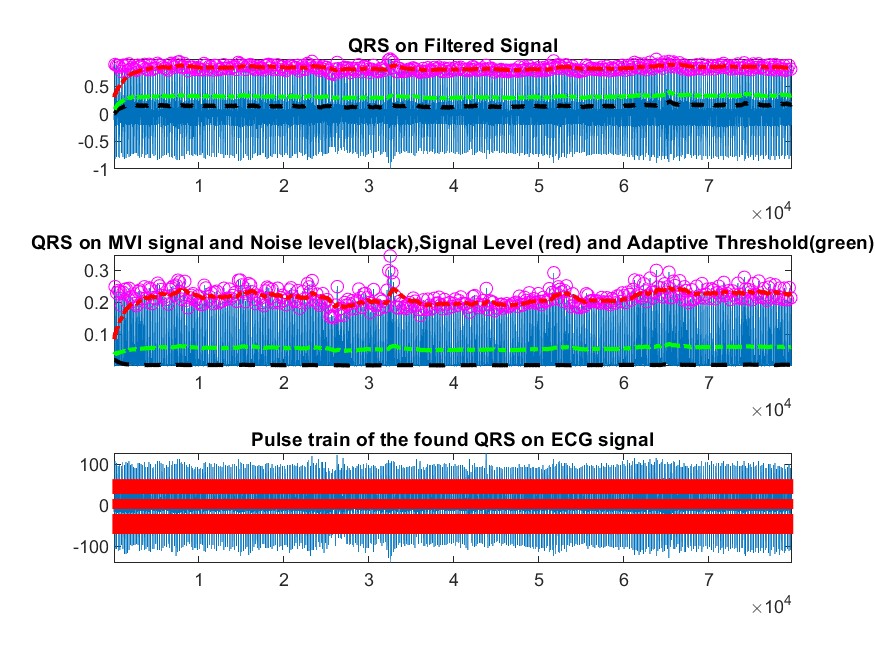 QRS on Filtered Signal
0.5
0
-0.5
-1
1 2 3 4 5 6 7
×10^4
QRS on MVI signal and Noise level(black),Signal Level (red) and Adaptive Threshold(green)
0.3
0.2
0.1
1 2 3 4 5 6 7
×10^4
Pulse train of the found QRS on ECG signal
100
0
-100
1 2 3 4 5 6 7
×10^4